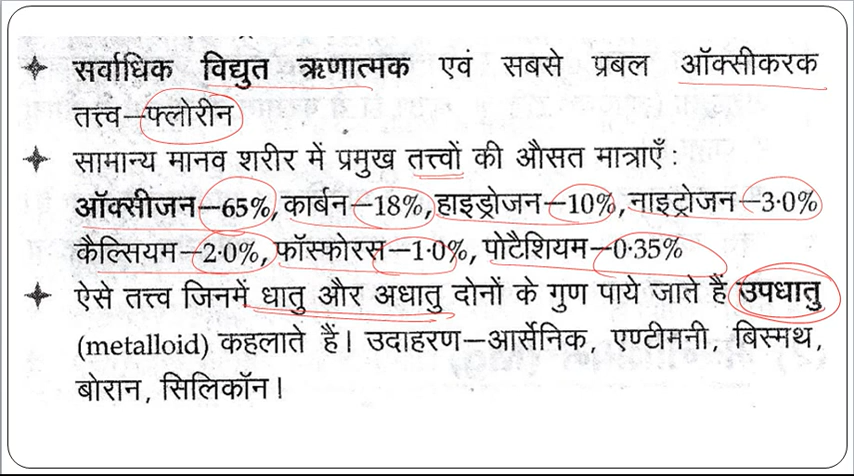 सर्वाधिक विद्युत ऋणात्मक एवं सबसे प्रबल ऑक्सीकरक
तत्त्व—फ्लोरीन
सामान्य मानव शरीर में प्रमुख तत्त्वों की औसत मात्राएँ :
ऑक्सीजन—65%, कार्बन—18%, हाइड्रोजन—10%, नाइट्रोजन—3·0%
कैल्सियम—2·0%, फॉस्फोरस—1·0%, पोटैशियम—0·35%
ऐसे तत्त्व जिनमें धातु और अधातु दोनों के गुण पाये जाते हैं उपधातु
(metalloid) कहलाते हैं। उदाहरण—आर्सेनिक, एण्टीमनी, बिस्मथ,
बोरान, सिलिकॉन।